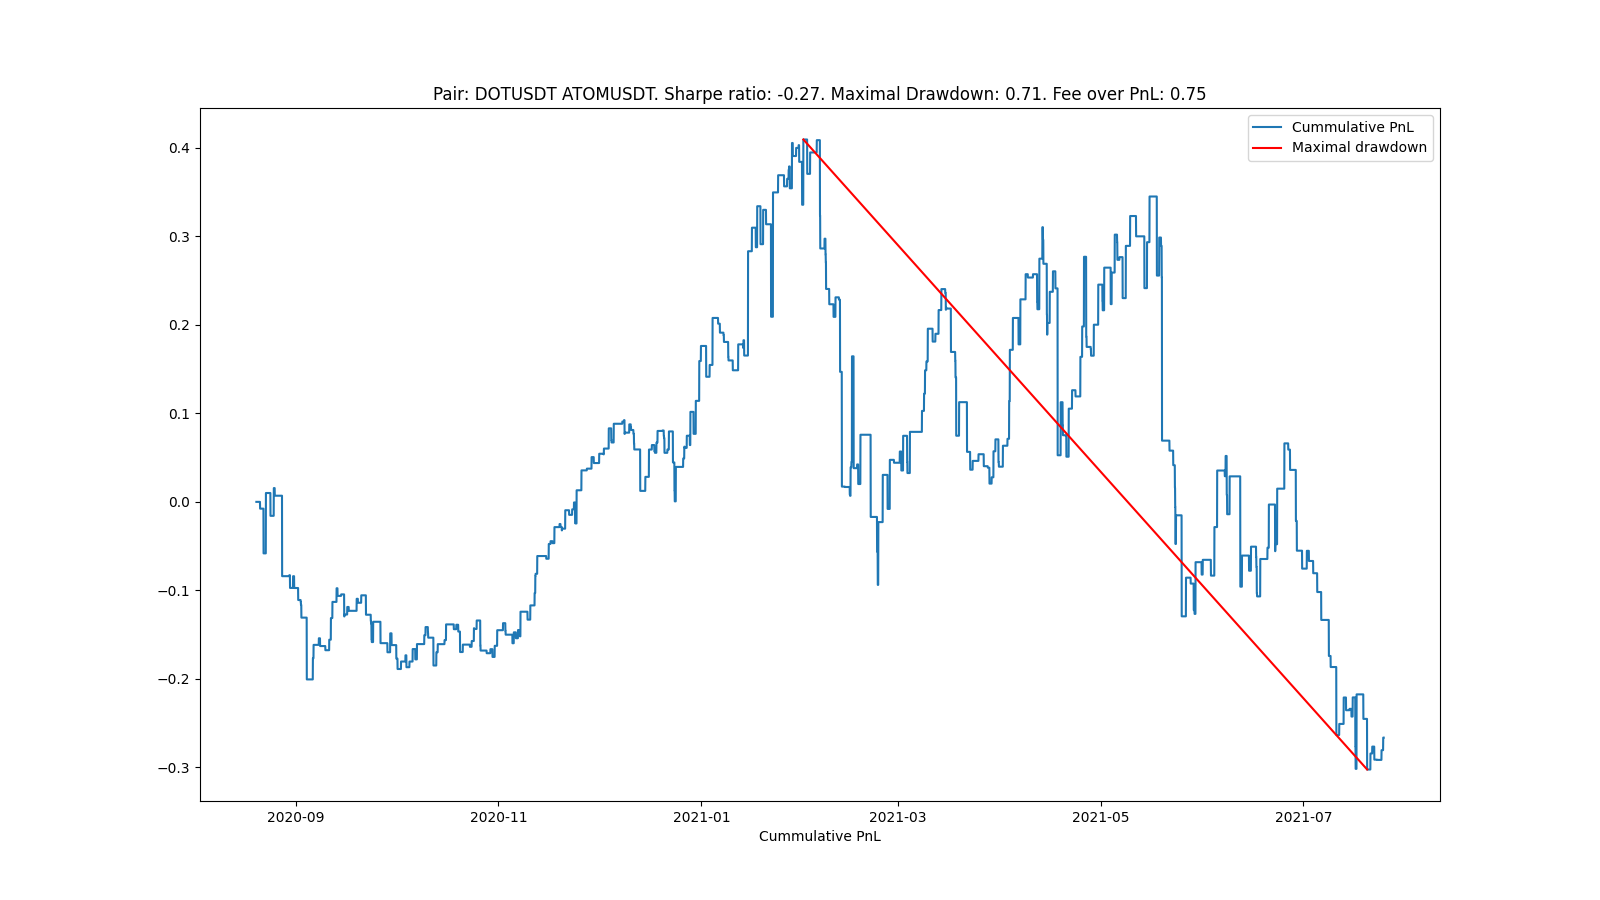 Pair: DOTUSDT ATOMUSDT. Sharpe ratio: -0.27. Maximal Drawdown: 0.71. Fee over PnL: 0.75
Cummulative PnL
Maximal drawdown
0.4
0.3
0.2
0.1
0.0
−0.1
−0.2
−0.3
2020-09 2020-11 2021-01 2021-03 2021-05 2021-07
Cummulative PnL